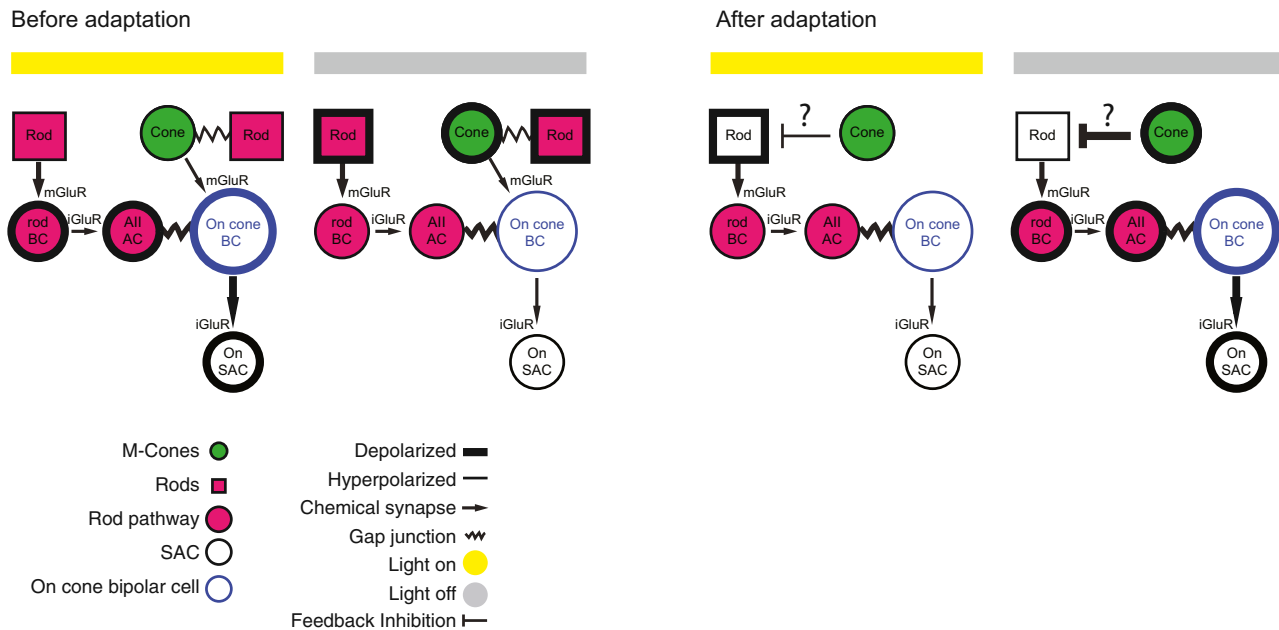 Before adaptation
After adaptation
Rod
Cone
Rod
mGluR
mGluR
rod
BC
iGluR
AII
AC
On cone
BC
iGluR
On
SAC
Rod
Cone
Rod
mGluR
mGluR
rod
BC
iGluR
AII
AC
On cone
BC
iGluR
On
SAC
Rod
?
Cone
mGluR
rod
BC
iGluR
AII
AC
On cone
BC
iGluR
On
SAC
Rod
?
Cone
mGluR
rod
BC
iGluR
AII
AC
On cone
BC
iGluR
On
SAC
M-Cones
Rods
Rod pathway
SAC
On cone bipolar cell
Depolarized
Hyperpolarized
Chemical synapse
Gap junction
Light on
Light off
Feedback Inhibition